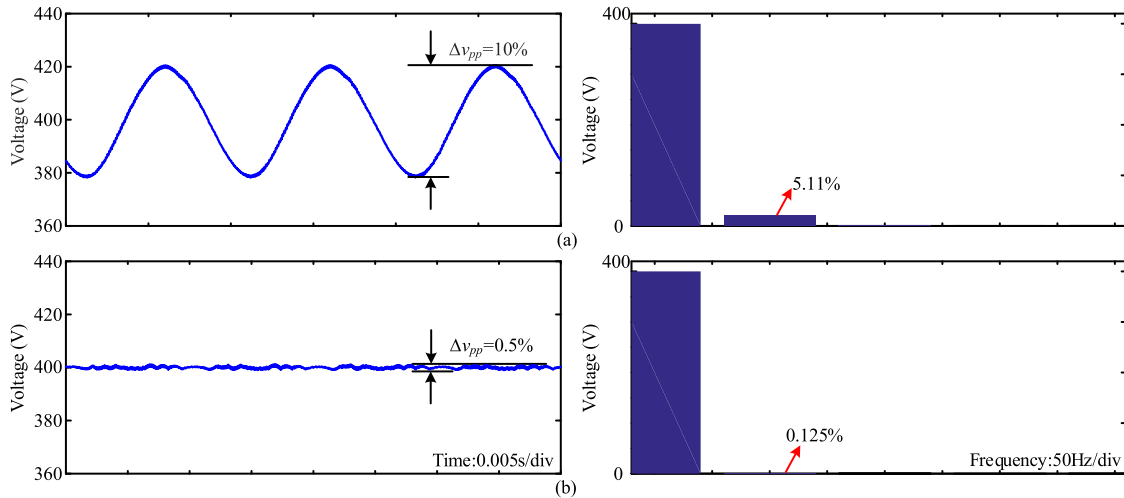 440
420
400
380
360
Voltage (V)
Δvpp=10%
400
0
Voltage (V)
5.11%
(a)
440
420
400
380
360
Voltage (V)
Δvpp=0.5%
Time:0.005s/div
400
0
Voltage (V)
0.125%
Frequency:50Hz/div
(b)